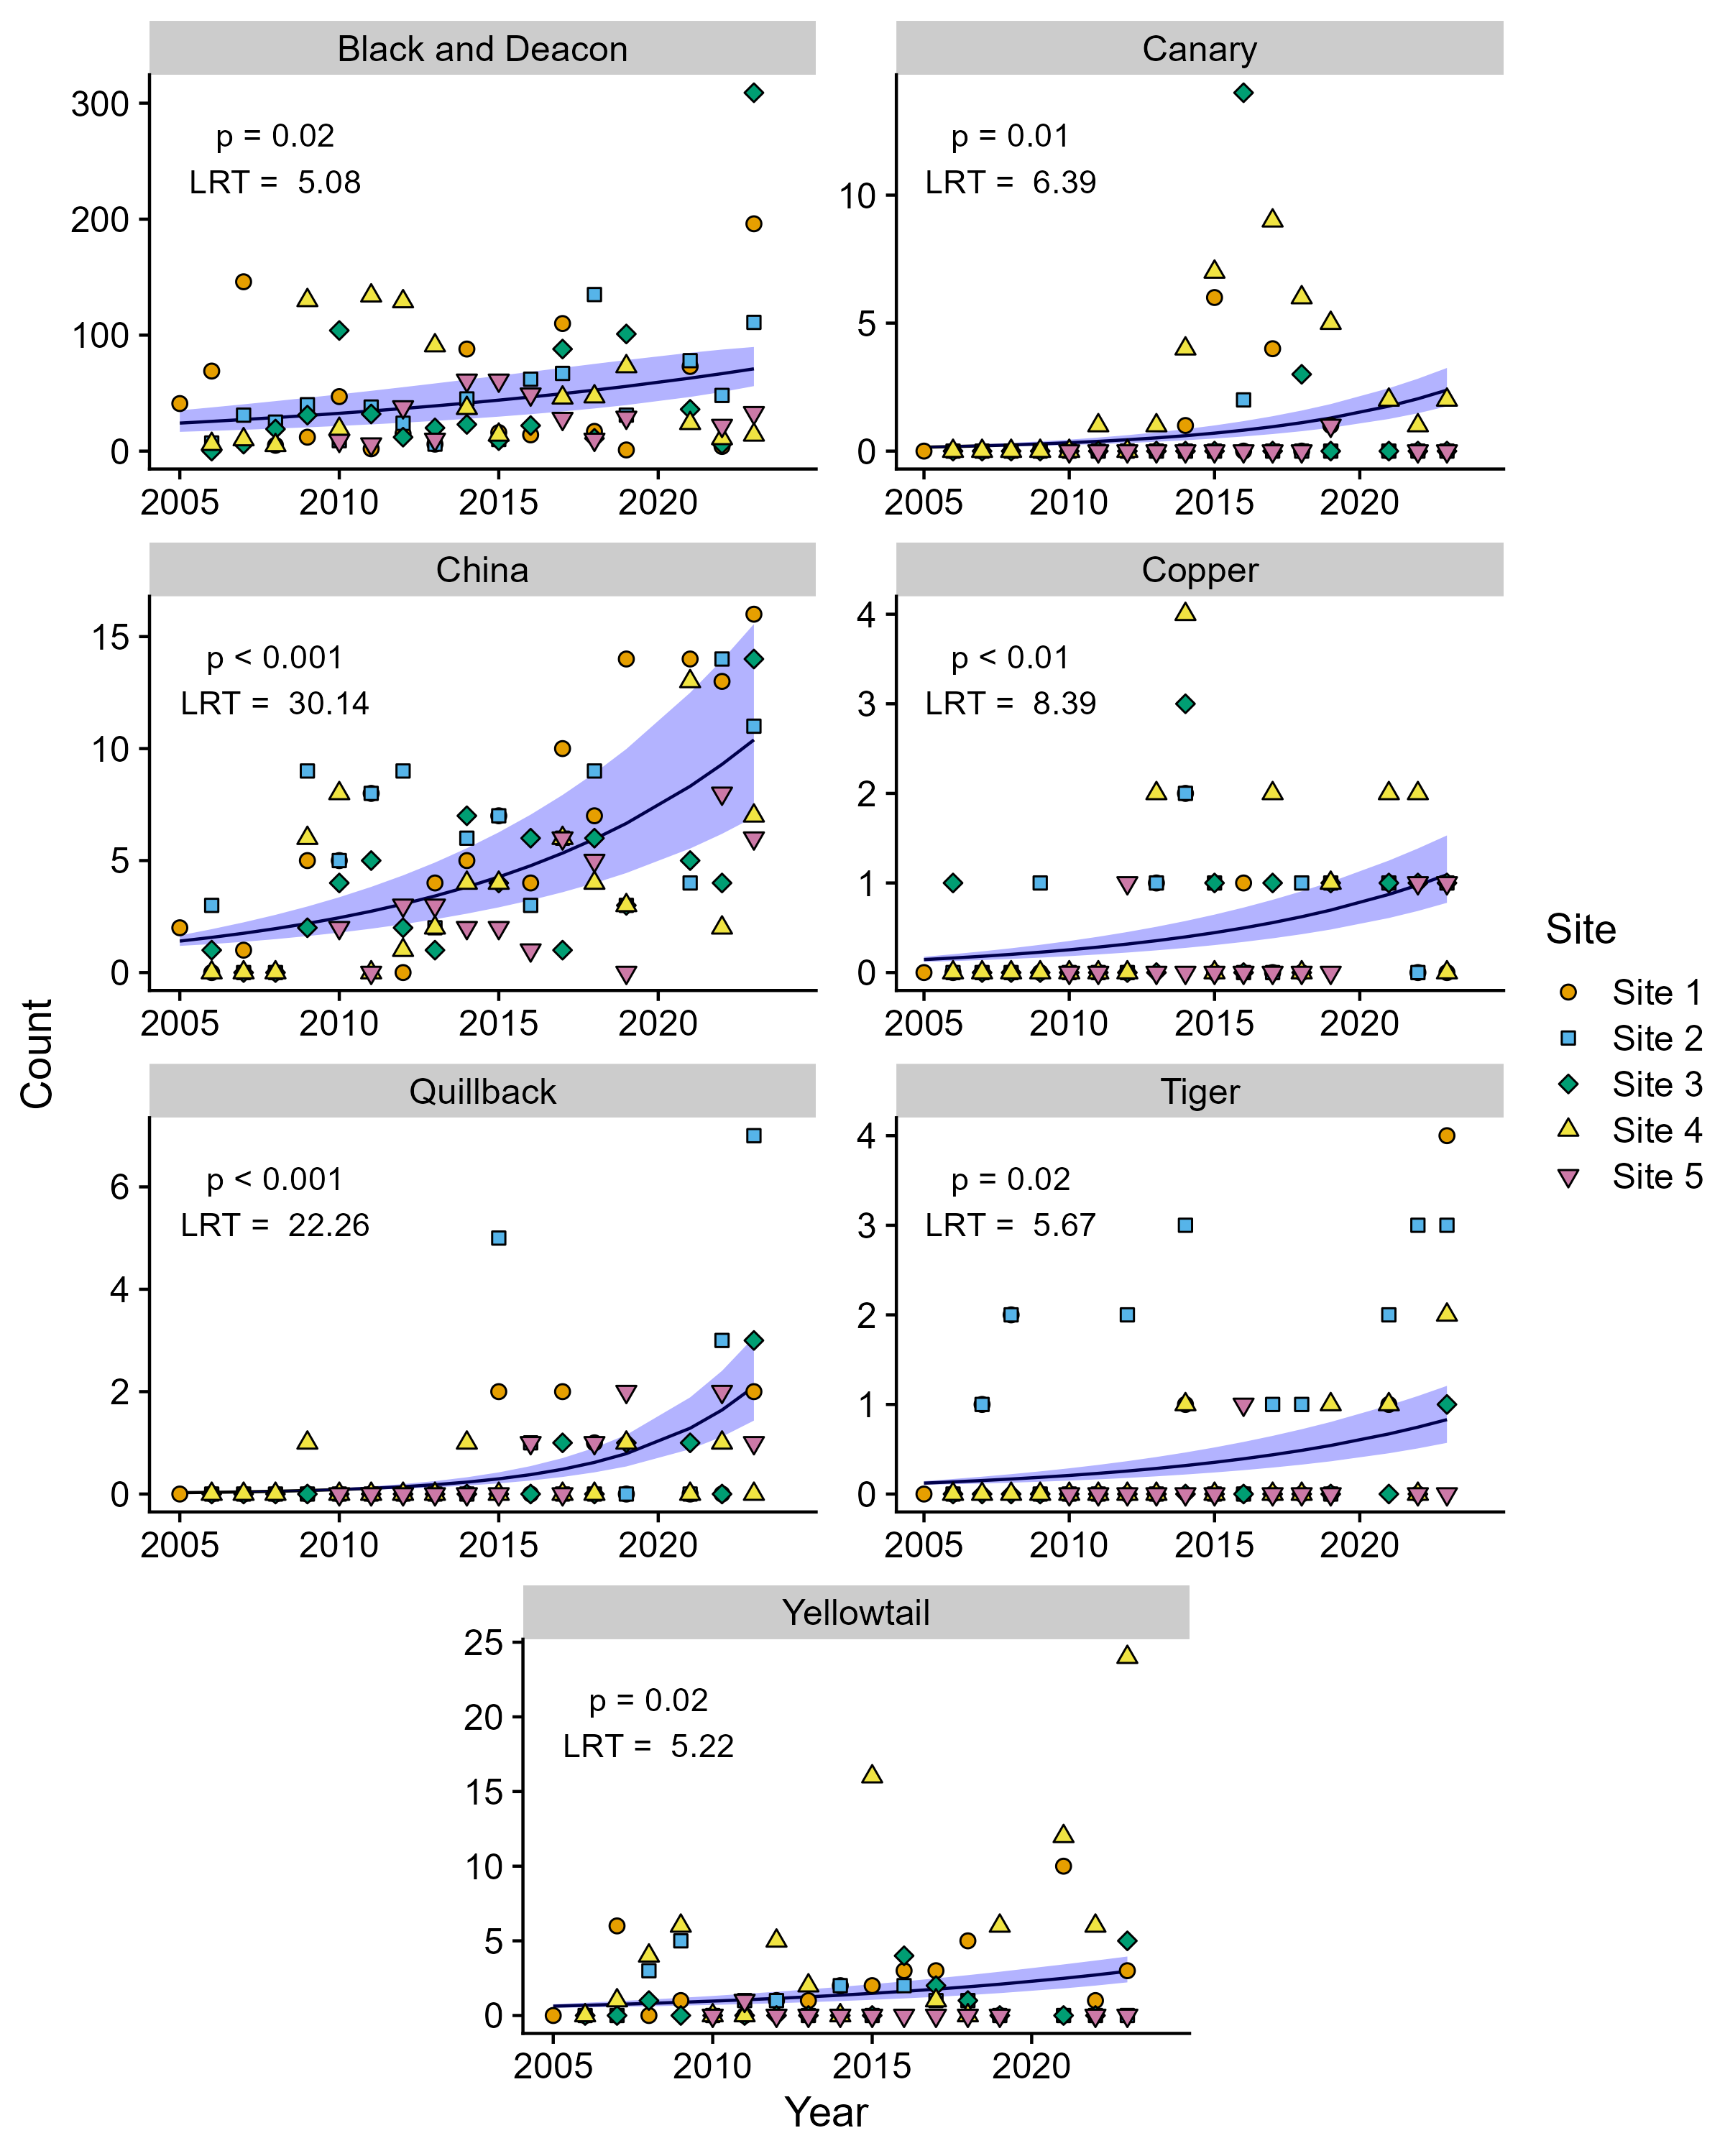 Black and Deacon
300
200
100
0
p = 0.02
LRT = 5.08
2005 2010 2015 2020
Canary
10
5
0
p = 0.01
LRT = 6.39
2005 2010 2015 2020
China
15
10
5
0
p < 0.001
LRT = 30.14
2005 2010 2015 2020
Copper
4
3
2
1
0
p < 0.01
LRT = 8.39
2005 2010 2015 2020
Quillback
6
4
2
0
p < 0.001
LRT = 22.26
2005 2010 2015 2020
Tiger
4
3
2
1
0
p = 0.02
LRT = 5.67
2005 2010 2015 2020
Yellowtail
25
20
15
10
5
0
p = 0.02
LRT = 5.22
2005 2010 2015 2020
Count
Year
Site
Site 1
Site 2
Site 3
Site 4
Site 5